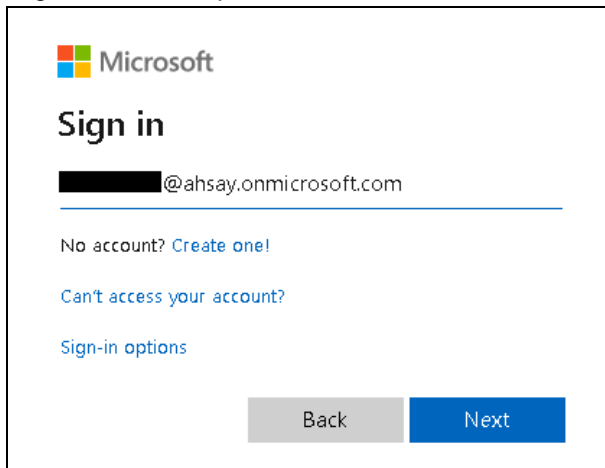 Microsoft
Sign in
@ahsay.onmicrosoft.com
No account? Create one!
Can't access your account?
Sign-in options
Back Next